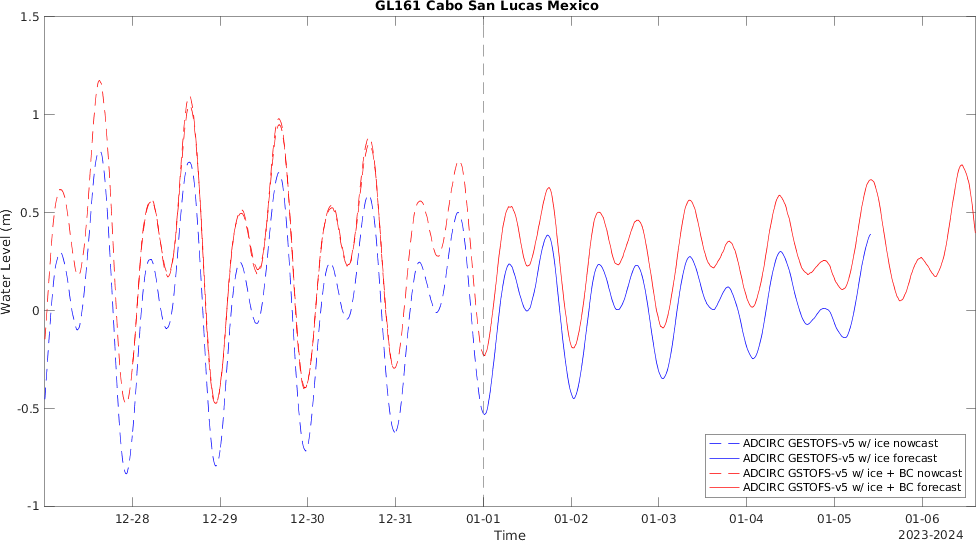 GL161 Cabo San Lucas Mexico
1.5
1
0.5
0
-0.5
-1
Water Level (m)
12-28
12-29
12-30
12-31
01-01
01-02
01-03
01-04
01-05
01-06
Time
2023-2024
ADCIRC GESTOFS-v5 w/ ice nowcast
ADCIRC GESTOFS-v5 w/ ice forecast
ADCIRC GSTOFS-v5 w/ ice + BC nowcast
ADCIRC GSTOFS-v5 w/ ice + BC forecast